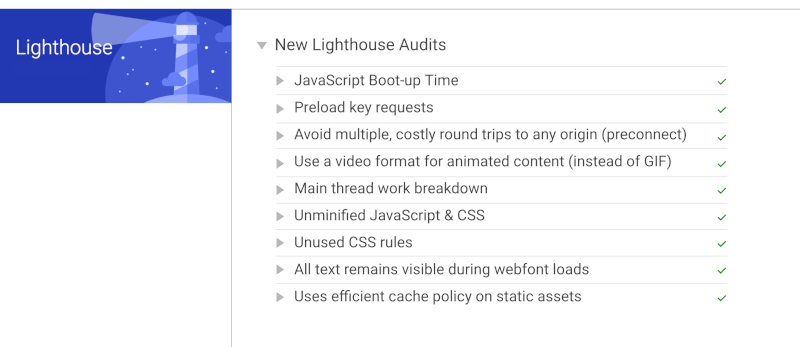 Lighthouse
New Lighthouse Audits
JavaScript Boot-up Time
Preload key requests
Avoid multiple, costly round trips to any origin (preconnect)
Use a video format for animated content (instead of GIF)
Main thread work breakdown
Unminified JavaScript & CSS
Unused CSS rules
All text remains visible during webfont loads
Uses efficient cache policy on static assets